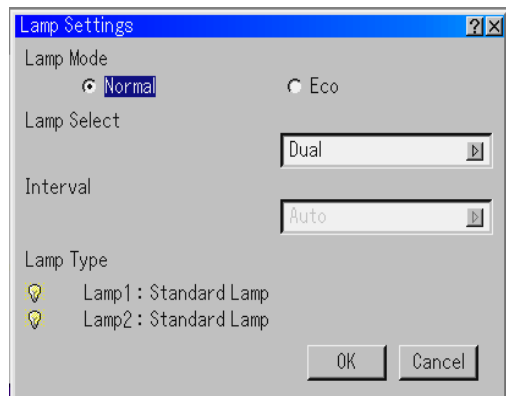 Lamp Settings
Lamp Mode
Normal Eco
Lamp Select
Dual
Interval
Auto
Lamp Type
Lamp1：Standard Lamp
Lamp2：Standard Lamp
OK Cancel